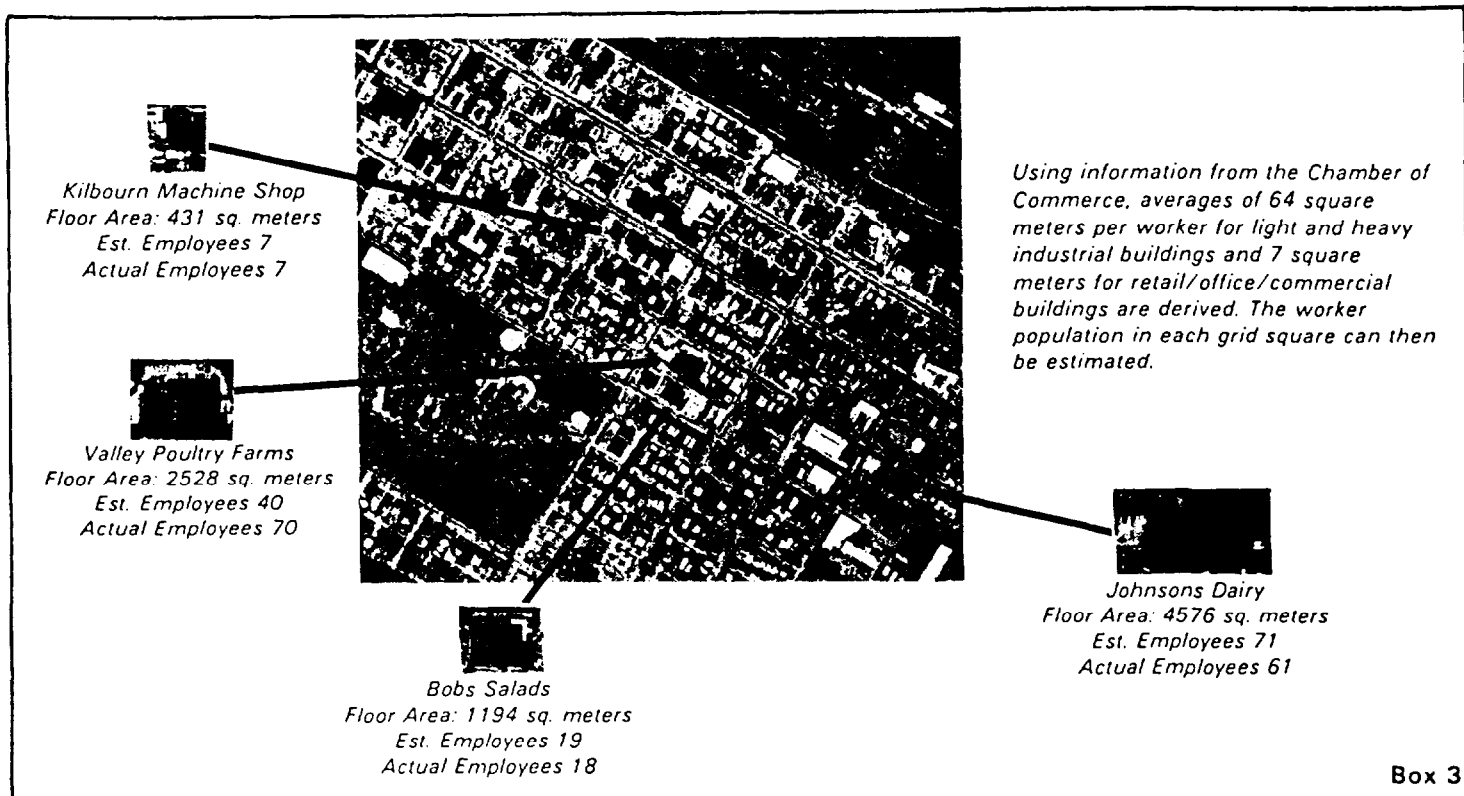 Kilbourn Machine Shop
Floor Area: 431 sq. meters
Est. Employees 7
Actual Employees 7
Valley Poultry Farms
Floor Area: 2528 sq. meters
Est. Employees 40
Actual Employees 70
Bobs Salads
Floor Area: 1194 sq. meters
Est. Employees 19
Actual Employees 18
Using information from the Chamber of
Commerce, averages of 64 square
meters per worker for light and heavy
industrial buildings and 7 square
meters for retail/office/commercial
buildings are derived. The worker
population in each grid square can then
be estimated.
Johnsons Dairy
Floor Area: 4576 sq. meters
Est. Employees 71
Actual Employees 61
Box 3